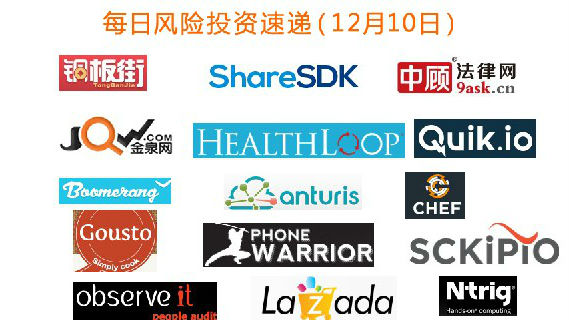 每日风险投资速递(12月10日)
铜板街
TongBanJie
ShareSDK
中顾 法律网
9ask.cn
JQW.COM
金泉网
HEALTHLOOP
Quik.io
Boomerang
anturis
CHEF
Gousto
Simply cook
PHONE
WARRIOR
SCKiPIO
observe it
people audit
Lazada
N-trig
Hands-on computing